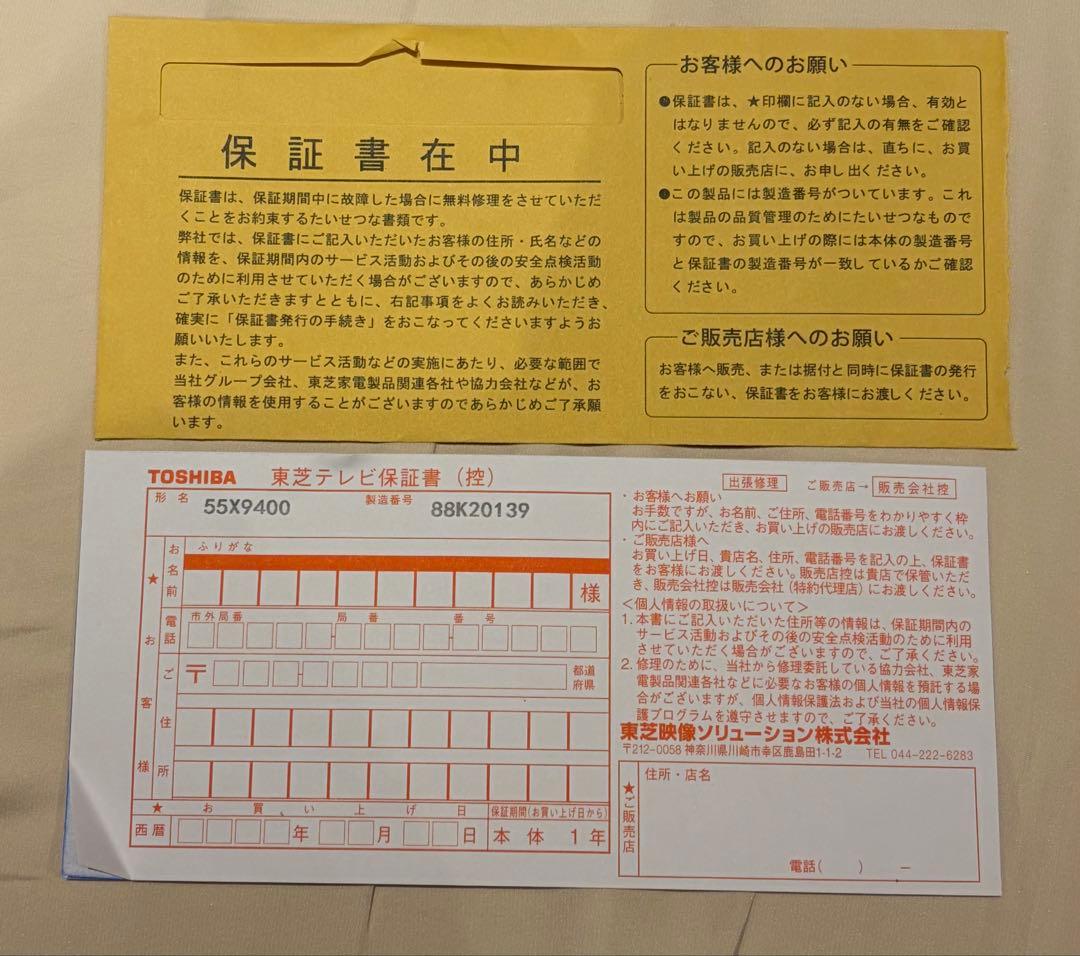 保証書在中
保証書は、保証期間中に故障した場合に無料修理をさせていただ
くことをお約束するたいせつな書類です。
弊社では、保証書にご記入いただいたお客様の住所・氏名などの
情報を、保証期間内のサービス活動およびその後の安全点検活動
のために利用させていただく場合がございますので、あらかじめ
ご了承いただきますとともに、右記事項をよくお読みいただき、
確実に「保証書発行の手続き」をおこなってくださいますようお
願いいたします。
また、これらのサービス活動などの実施にあたり、必要な範囲で
当社グループ会社、東芝家電製品関連各社や協力会社などが、お
客様の情報を使用することがございますのであらかじめご了承願
います。
お客様へのお願い
●保証書は、★印欄に記入のない場合、有効と
はなりませんので、必ず記入の有無をご確認
ください。記入のない場合は、直ちに、お買
い上げの販売店に、お申し出ください。
●この製品には製造番号がついています。これ
は製品の品質管理のためにたいせつなもので
すので、お買い上げの際には本体の製造番号
と保証書の製造番号が一致しているかご確認
ください。
ご販売店様へのお願い
お客様へ販売、または据付と同時に保証書の発行
をおこない、保証書をお客様にお渡しください。
TOSHIBA 東芝テレビ保証書（控）
形名 55X9400 製造番号 88K20139
★お客様
お名前 ふりがな
様
電話 市外局番 局番 番号
ご住所 〒 都道府県
★お買い上げ日 保証期間(お買い上げ日から)
西暦 年 月 日 本体 1年
出張修理 ご販売店→ 販売会社控
・お客様へお願い
お手数ですが、お名前、ご住所、電話番号をわかりやすく枠
内にご記入いただき、お買い上げの販売店にお渡しください。
・ご販売店様へ
お買い上げ日、貴店名、住所、電話番号を記入の上、保証書
をお客様にお渡しください。販売店控は貴店で保管いただ
き、販売会社控は販売会社（特約代理店）にお渡しください。
＜個人情報の取扱いについて＞
1. 本書にご記入いただいた住所等の情報は、保証期間内の
サービス活動およびその後の安全点検活動のために利用
させていただく場合がございますので、ご了承ください。
2. 修理のために、当社から修理委託している協力会社、東芝家
電製品関連各社などに必要なお客様の個人情報を預託する場
合がございますが、個人情報保護法および当社の個人情報保
護プログラムを遵守させますので、ご了承ください。
東芝映像ソリューション株式会社
〒212-0058 神奈川県川崎市幸区鹿島田1-1-2 TEL 044-222-6283
★ご販売店
住所・店名
電話( ) ー